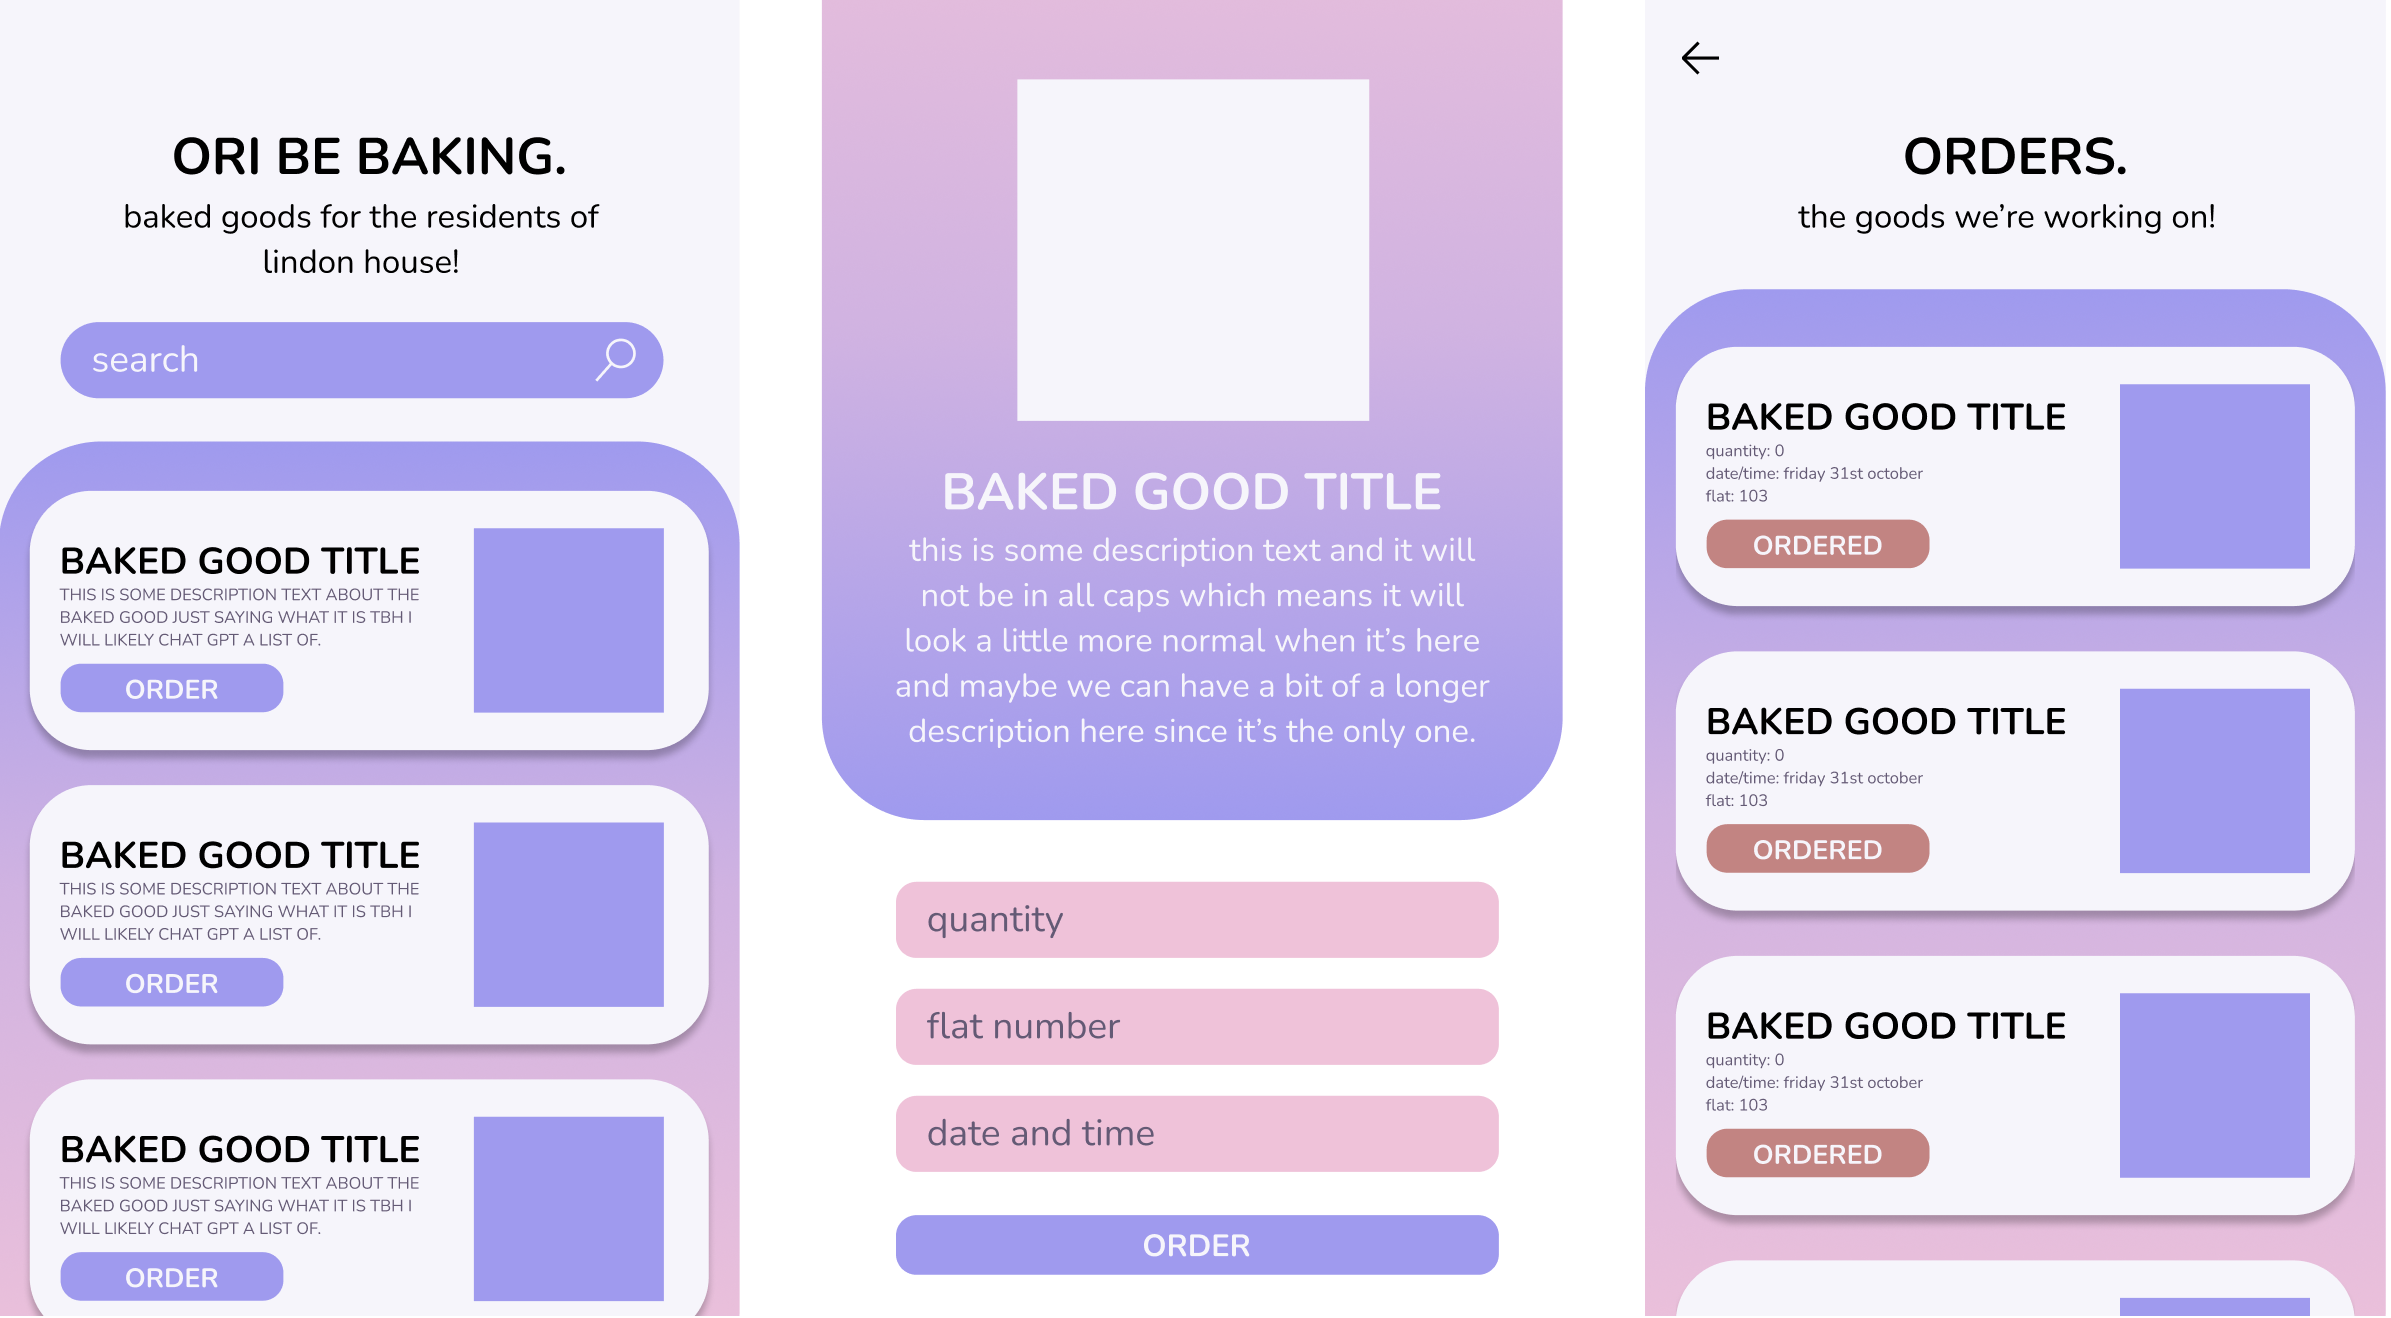 ORI BE BAKING.
baked goods for the residents of
lindon house!
search
BAKED GOOD TITLE
THIS IS SOME DESCRIPTION TEXT ABOUT THE
BAKED GOOD JUST SAYING WHAT IT IS TBH I
WILL LIKELY CHAT GPT A LIST OF.
ORDER
BAKED GOOD TITLE
THIS IS SOME DESCRIPTION TEXT ABOUT THE
BAKED GOOD JUST SAYING WHAT IT IS TBH I
WILL LIKELY CHAT GPT A LIST OF.
ORDER
BAKED GOOD TITLE
THIS IS SOME DESCRIPTION TEXT ABOUT THE
BAKED GOOD JUST SAYING WHAT IT IS TBH I
WILL LIKELY CHAT GPT A LIST OF.
ORDER
BAKED GOOD TITLE
this is some description text and it will
not be in all caps which means it will
look a little more normal when it’s here
and maybe we can have a bit of a longer
description here since it’s the only one.
quantity
flat number
date and time
ORDER
ORDERS.
the goods we’re working on!
BAKED GOOD TITLE
quantity: 0
date/time: friday 31st october
flat: 103
ORDERED
BAKED GOOD TITLE
quantity: 0
date/time: friday 31st october
flat: 103
ORDERED
BAKED GOOD TITLE
quantity: 0
date/time: friday 31st october
flat: 103
ORDERED